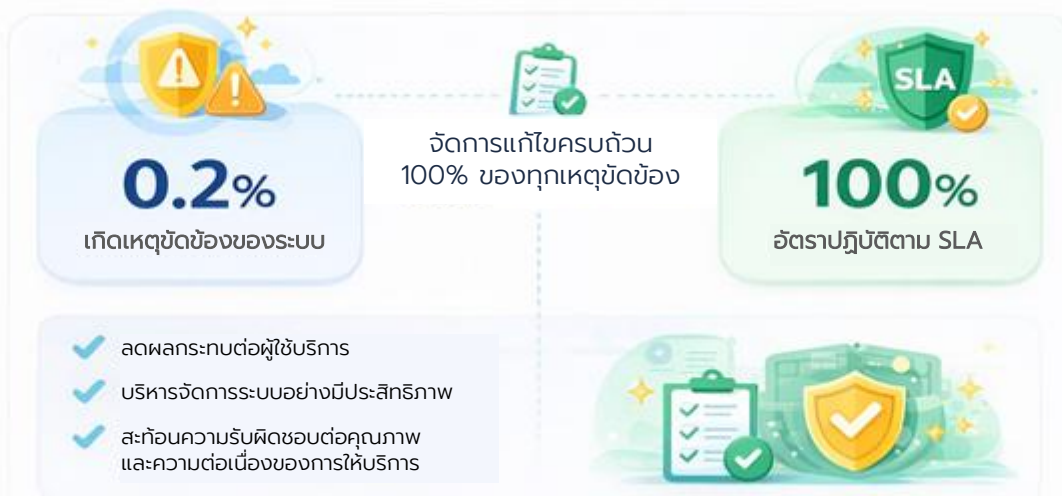 จัดการแก้ไขครบถ้วน
100% ของทุกเหตุขัดข้อง
0.2%
เกิดเหตุขัดข้องของระบบ
SLA
100%
อัตราปฏิบัติตาม SLA
ลดผลกระทบต่อผู้ใช้บริการ
บริหารจัดการระบบอย่างมีประสิทธิภาพ
สะท้อนความรับผิดชอบต่อคุณภาพ
และความต่อเนื่องของการให้บริการ